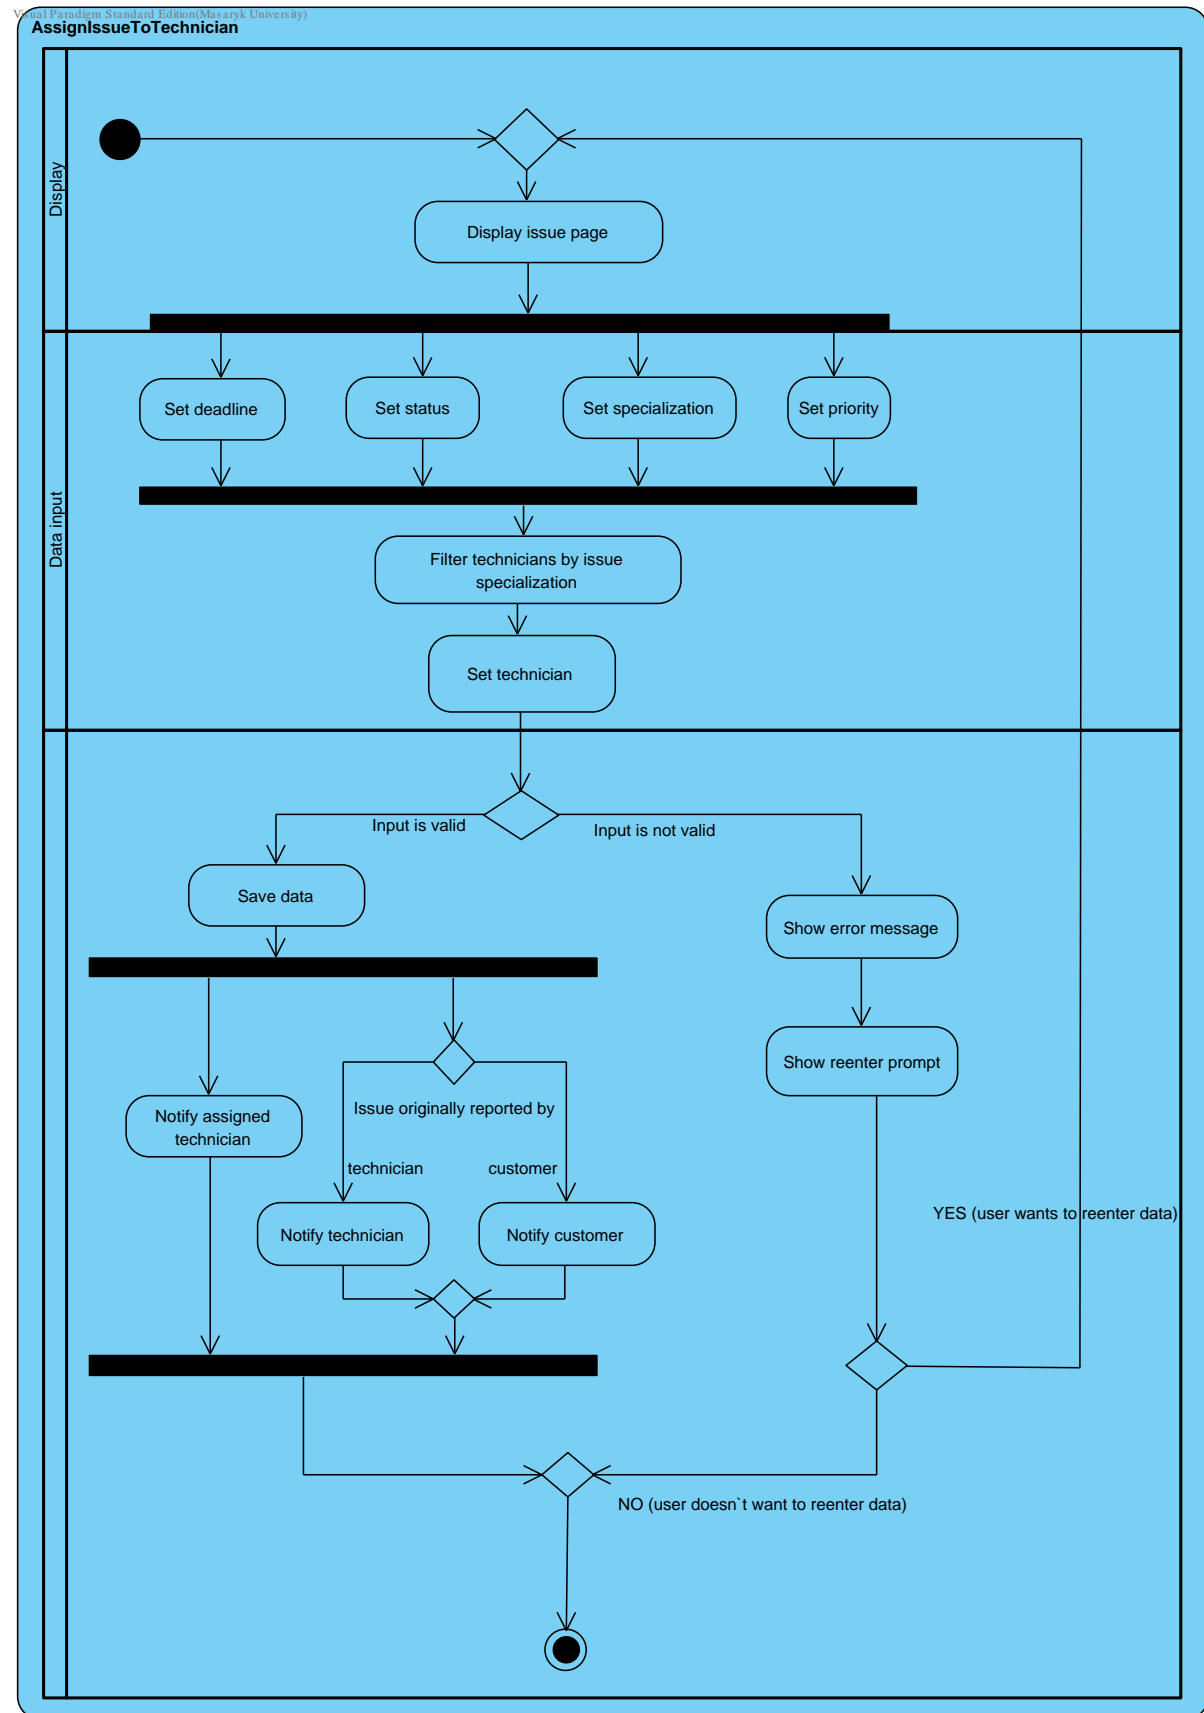 Visual Paradigm Standard Edition(Masaryk University)
AssignIssueToTechnician
Display
Display issue page
Data input
Set deadline
Set status
Set specialization
Set priority
Filter technicians by issue
specialization
Set technician
Input is valid
Input is not valid
Save data
Show error message
Show reenter prompt
Notify assigned
technician
Issue originally reported by
technician
customer
Notify technician
Notify customer
YES (user wants to reenter data)
NO (user doesn`t want to reenter data)